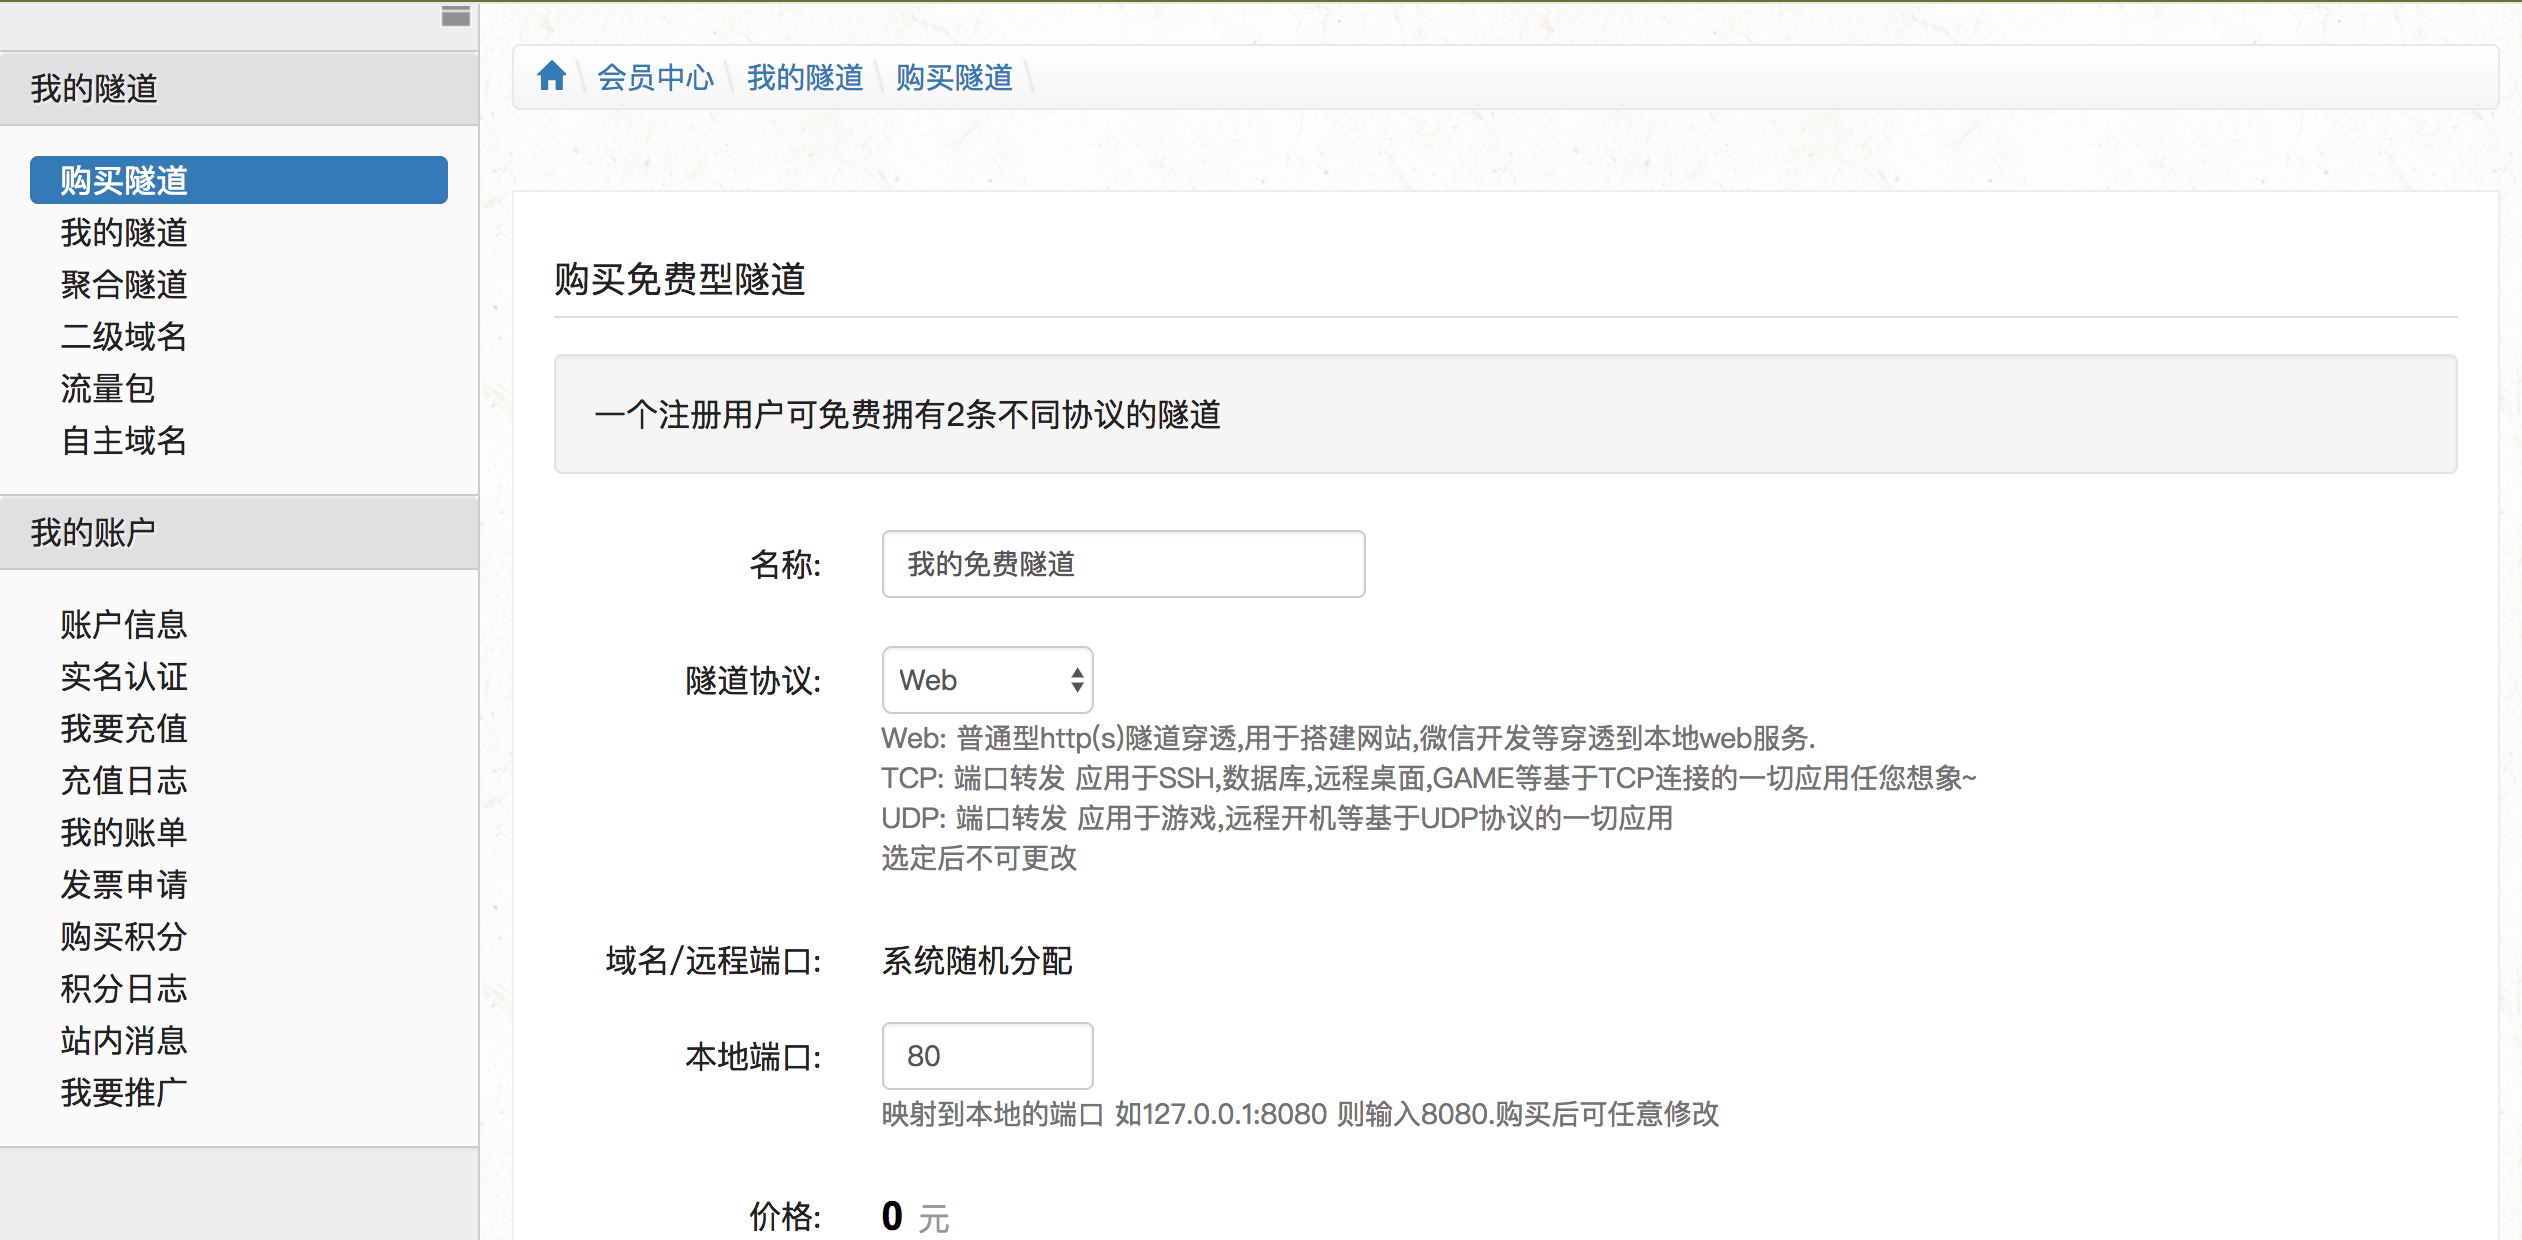 我的隧道
购买隧道
我的隧道
聚合隧道
二级域名
流量包
自主域名
我的账户
账户信息
实名认证
我要充值
充值日志
我的账单
发票申请
购买积分
积分日志
站内消息
我要推广
会员中心 \ 我的隧道 \ 购买隧道 \
购买免费型隧道
一个注册用户可免费拥有2条不同协议的隧道
名称: 我的免费隧道
隧道协议: Web
Web: 普通型http(s)隧道穿透,用于搭建网站,微信开发等穿透到本地web服务.
TCP: 端口转发 应用于SSH,数据库,远程桌面,GAME等基于TCP连接的一切应用任您想象~
UDP: 端口转发 应用于游戏,远程开机等基于UDP协议的一切应用
选定后不可更改
域名/远程端口: 系统随机分配
本地端口: 80
映射到本地的端口 如127.0.0.1:8080 则输入8080.购买后可任意修改
价格: 0 元